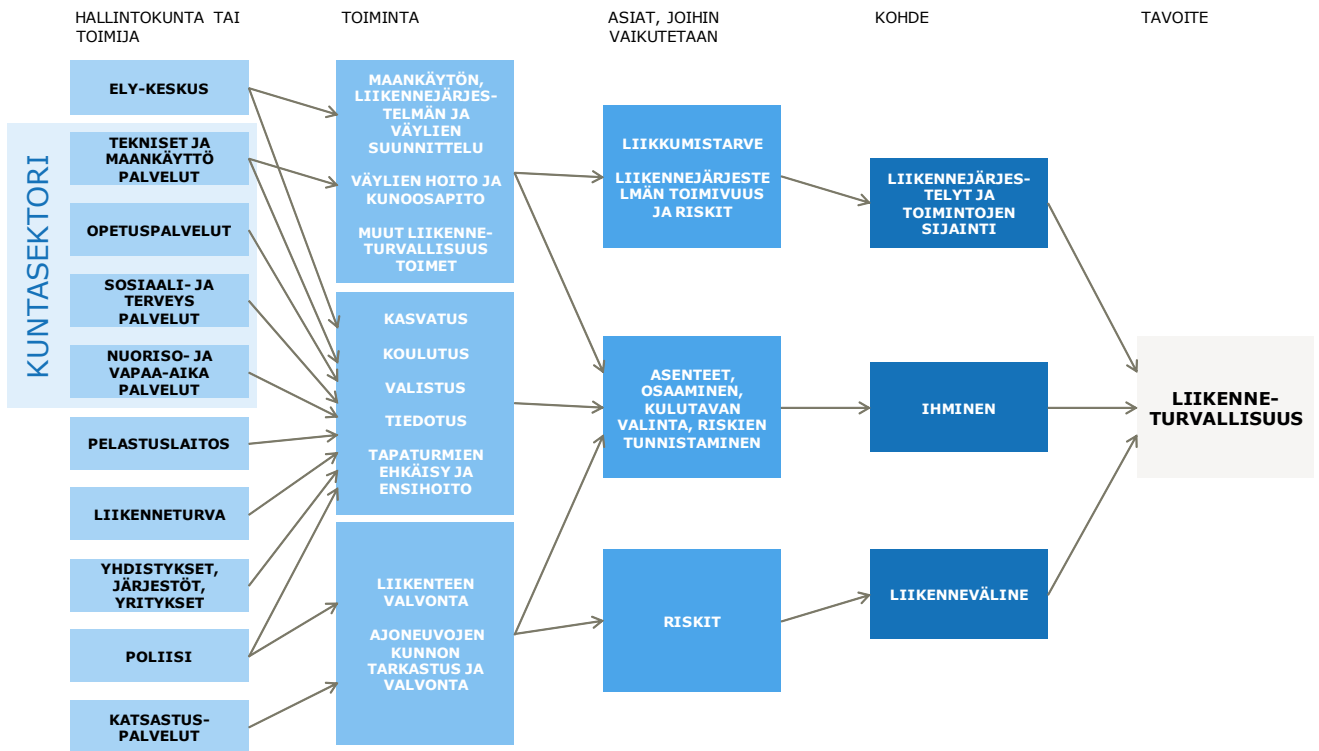 HALLINTOKUNTA TAI
TOIMIJA
TOIMINTA
ASIAT, JOIHIN
VAIKUTETAAN
KOHDE
TAVOITE
KUNTASEKTORI
ELY-KESKUS
TEKNISET JA
MAANKÄYTTÖ
PALVELUT
OPETUSPALVELUT
SOSIAALI- JA
TERVEYS
PALVELUT
NUORISO- JA
VAPAA-AIKA
PALVELUT
PELASTUSLAITOS
LIIKENNETURVA
YHDISTYKSET,
JÄRJESTÖT,
YRITYKSET
POLIISI
KATSASTUS-
PALVELUT
MAANKÄYTÖN,
LIIKENNEJÄRJES-
TELMÄN JA
VÄYLIEN
SUUNNITTELU
VÄYLIEN HOITO JA
KUNOOSAPITO
MUUT LIIKENNE-
TURVALLISUUS
TOIMET
KASVATUS
KOULUTUS
VALISTUS
TIEDOTUS
TAPATURMIEN
EHKÄISY JA
ENSIHOITO
LIIKENTEEN
VALVONTA
AJONEUVOJEN
KUNNON
TARKASTUS JA
VALVONTA
LIIKKUMISTARVE
LIIKENNEJÄRJESTE
LMÄN TOIMIVUUS
JA RISKIT
ASENTEET,
OSAAMINEN,
KULUTAVAN
VALINTA, RISKIEN
TUNNISTAMINEN
RISKIT
LIIKENNEJÄRJES-
TELYT JA
TOIMINTOJEN
SIJAINTI
IHMINEN
LIIKENNEVÄLINE
LIIKENNE-
TURVALLISUUS